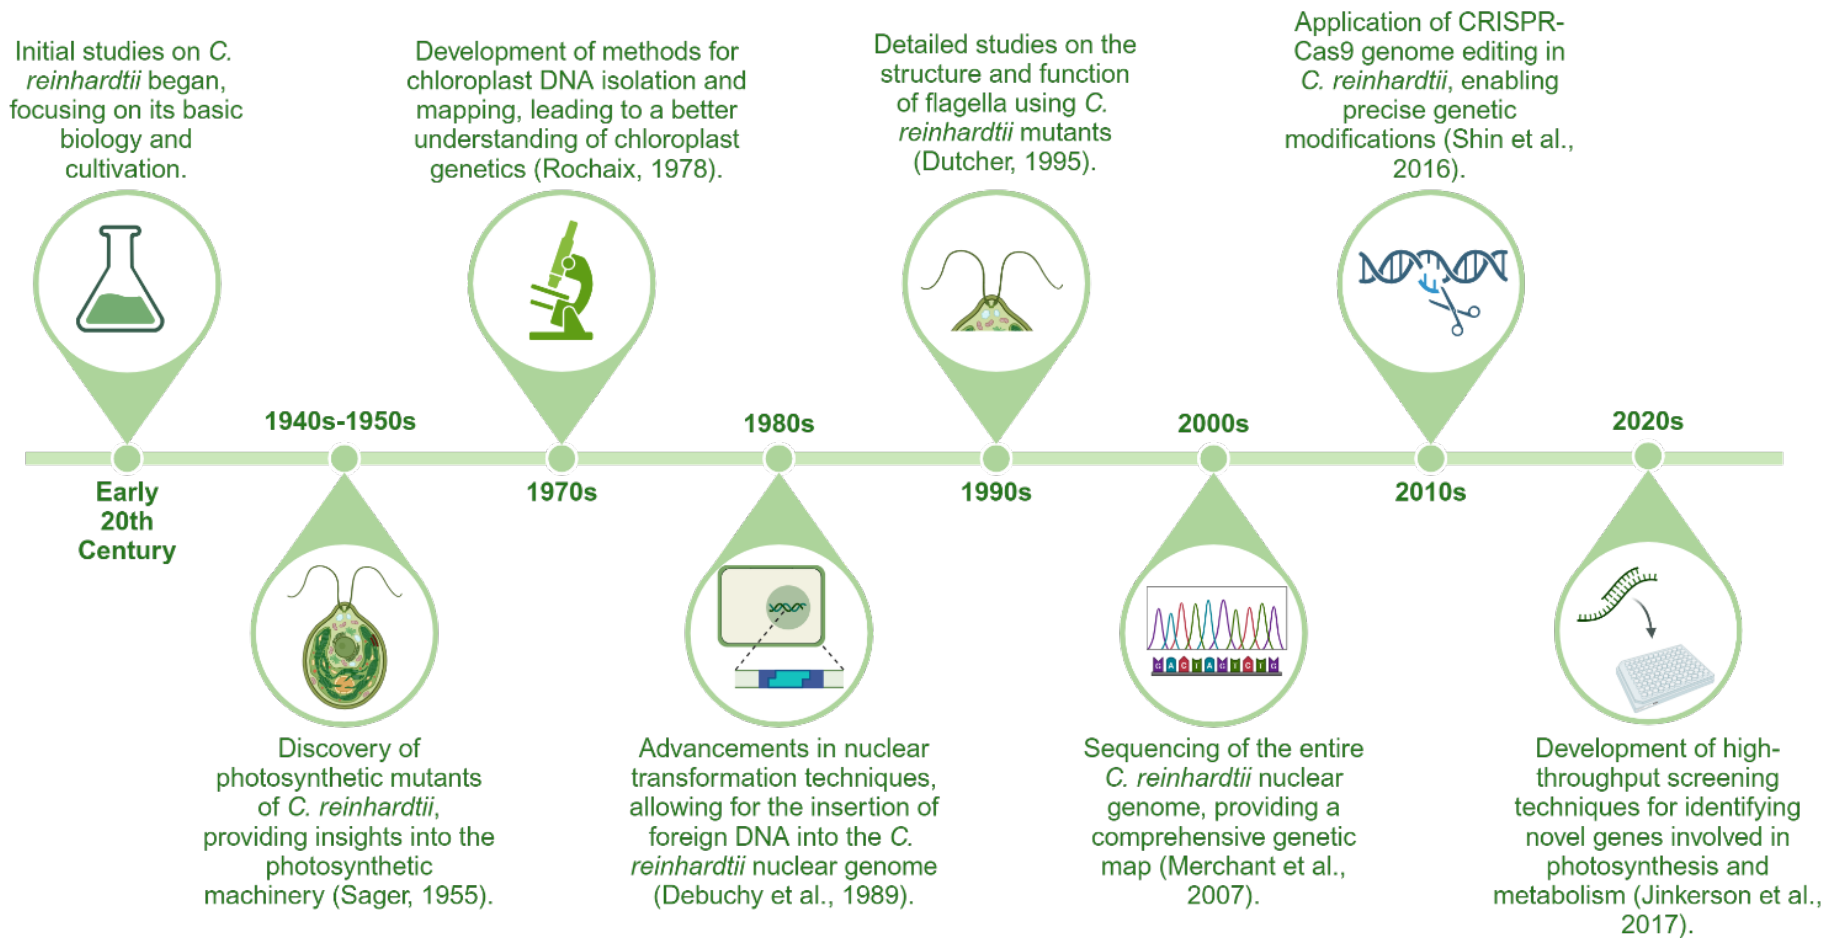 Initial studies on C.
reinhardtii began,
focusing on its basic
biology and
cultivation.
Development of methods for
chloroplast DNA isolation and
mapping, leading to a better
understanding of chloroplast
genetics (Rochaix, 1978).
Detailed studies on the
structure and function
of flagella using C.
reinhardtii mutants
(Dutcher, 1995).
Application of CRISPR-
Cas9 genome editing in
C. reinhardtii, enabling
precise genetic
modifications (Shin et al.,
2016).
Early
20th
Century
1940s-1950s
1970s
1980s
1990s
2000s
2010s
2020s
Discovery of
photosynthetic mutants
of C. reinhardtii,
providing insights into the
photosynthetic
machinery (Sager, 1955).
Advancements in nuclear
transformation techniques,
allowing for the insertion of
foreign DNA into the C.
reinhardtii nuclear genome
(Debuchy et al., 1989).
GACTAGTCTG
Sequencing of the entire
C. reinhardtii nuclear
genome, providing a
comprehensive genetic
map (Merchant et al.,
2007).
Development of high-
throughput screening
techniques for identifying
novel genes involved in
photosynthesis and
metabolism (Jinkerson et al.,
2017).